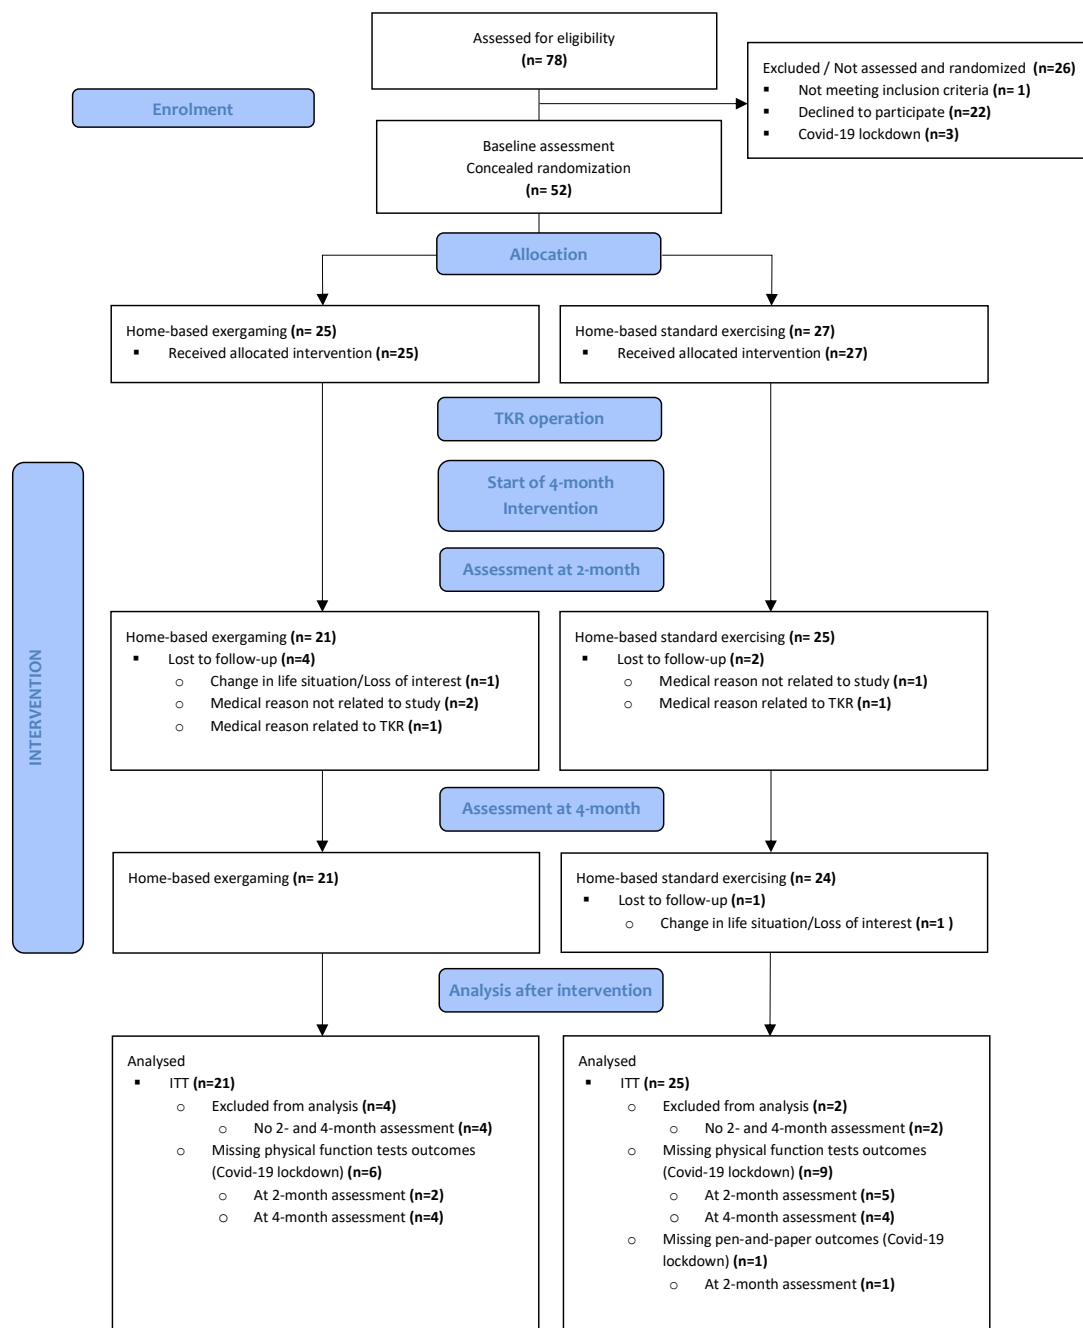 Assessed for eligibility
(n= 78)
Excluded / Not assessed and randomized (n=26)
▪ Not meeting inclusion criteria (n= 1)
▪ Declined to participate (n=22)
▪ Covid-19 lockdown (n=3)
Enrolment
Baseline assessment
Concealed randomization
(n= 52)
Allocation
Home-based exergaming (n= 25)
▪ Received allocated intervention (n=25)
Home-based standard exercising (n= 27)
▪ Received allocated intervention (n=27)
TKR operation
Start of 4-month
Intervention
Assessment at 2-month
INTERVENTION
Home-based exergaming (n= 21)
▪ Lost to follow-up (n=4)
o Change in life situation/Loss of interest (n=1)
o Medical reason not related to study (n=2)
o Medical reason related to TKR (n=1)
Home-based standard exercising (n= 25)
▪ Lost to follow-up (n=2)
o Medical reason not related to study (n=1)
o Medical reason related to TKR (n=1)
Assessment at 4-month
Home-based exergaming (n= 21)
Home-based standard exercising (n= 24)
▪ Lost to follow-up (n=1)
o Change in life situation/Loss of interest (n=1 )
Analysis after intervention
Analysed
▪ ITT (n=21)
o Excluded from analysis (n=4)
o No 2- and 4-month assessment (n=4)
o Missing physical function tests outcomes
(Covid-19 lockdown) (n=6)
o At 2-month assessment (n=2)
o At 4-month assessment (n=4)
Analysed
▪ ITT (n= 25)
o Excluded from analysis (n=2)
o No 2- and 4-month assessment (n=2)
o Missing physical function tests outcomes
(Covid-19 lockdown) (n=9)
o At 2-month assessment (n=5)
o At 4-month assessment (n=4)
o Missing pen-and-paper outcomes (Covid-19
lockdown) (n=1)
o At 2-month assessment (n=1)